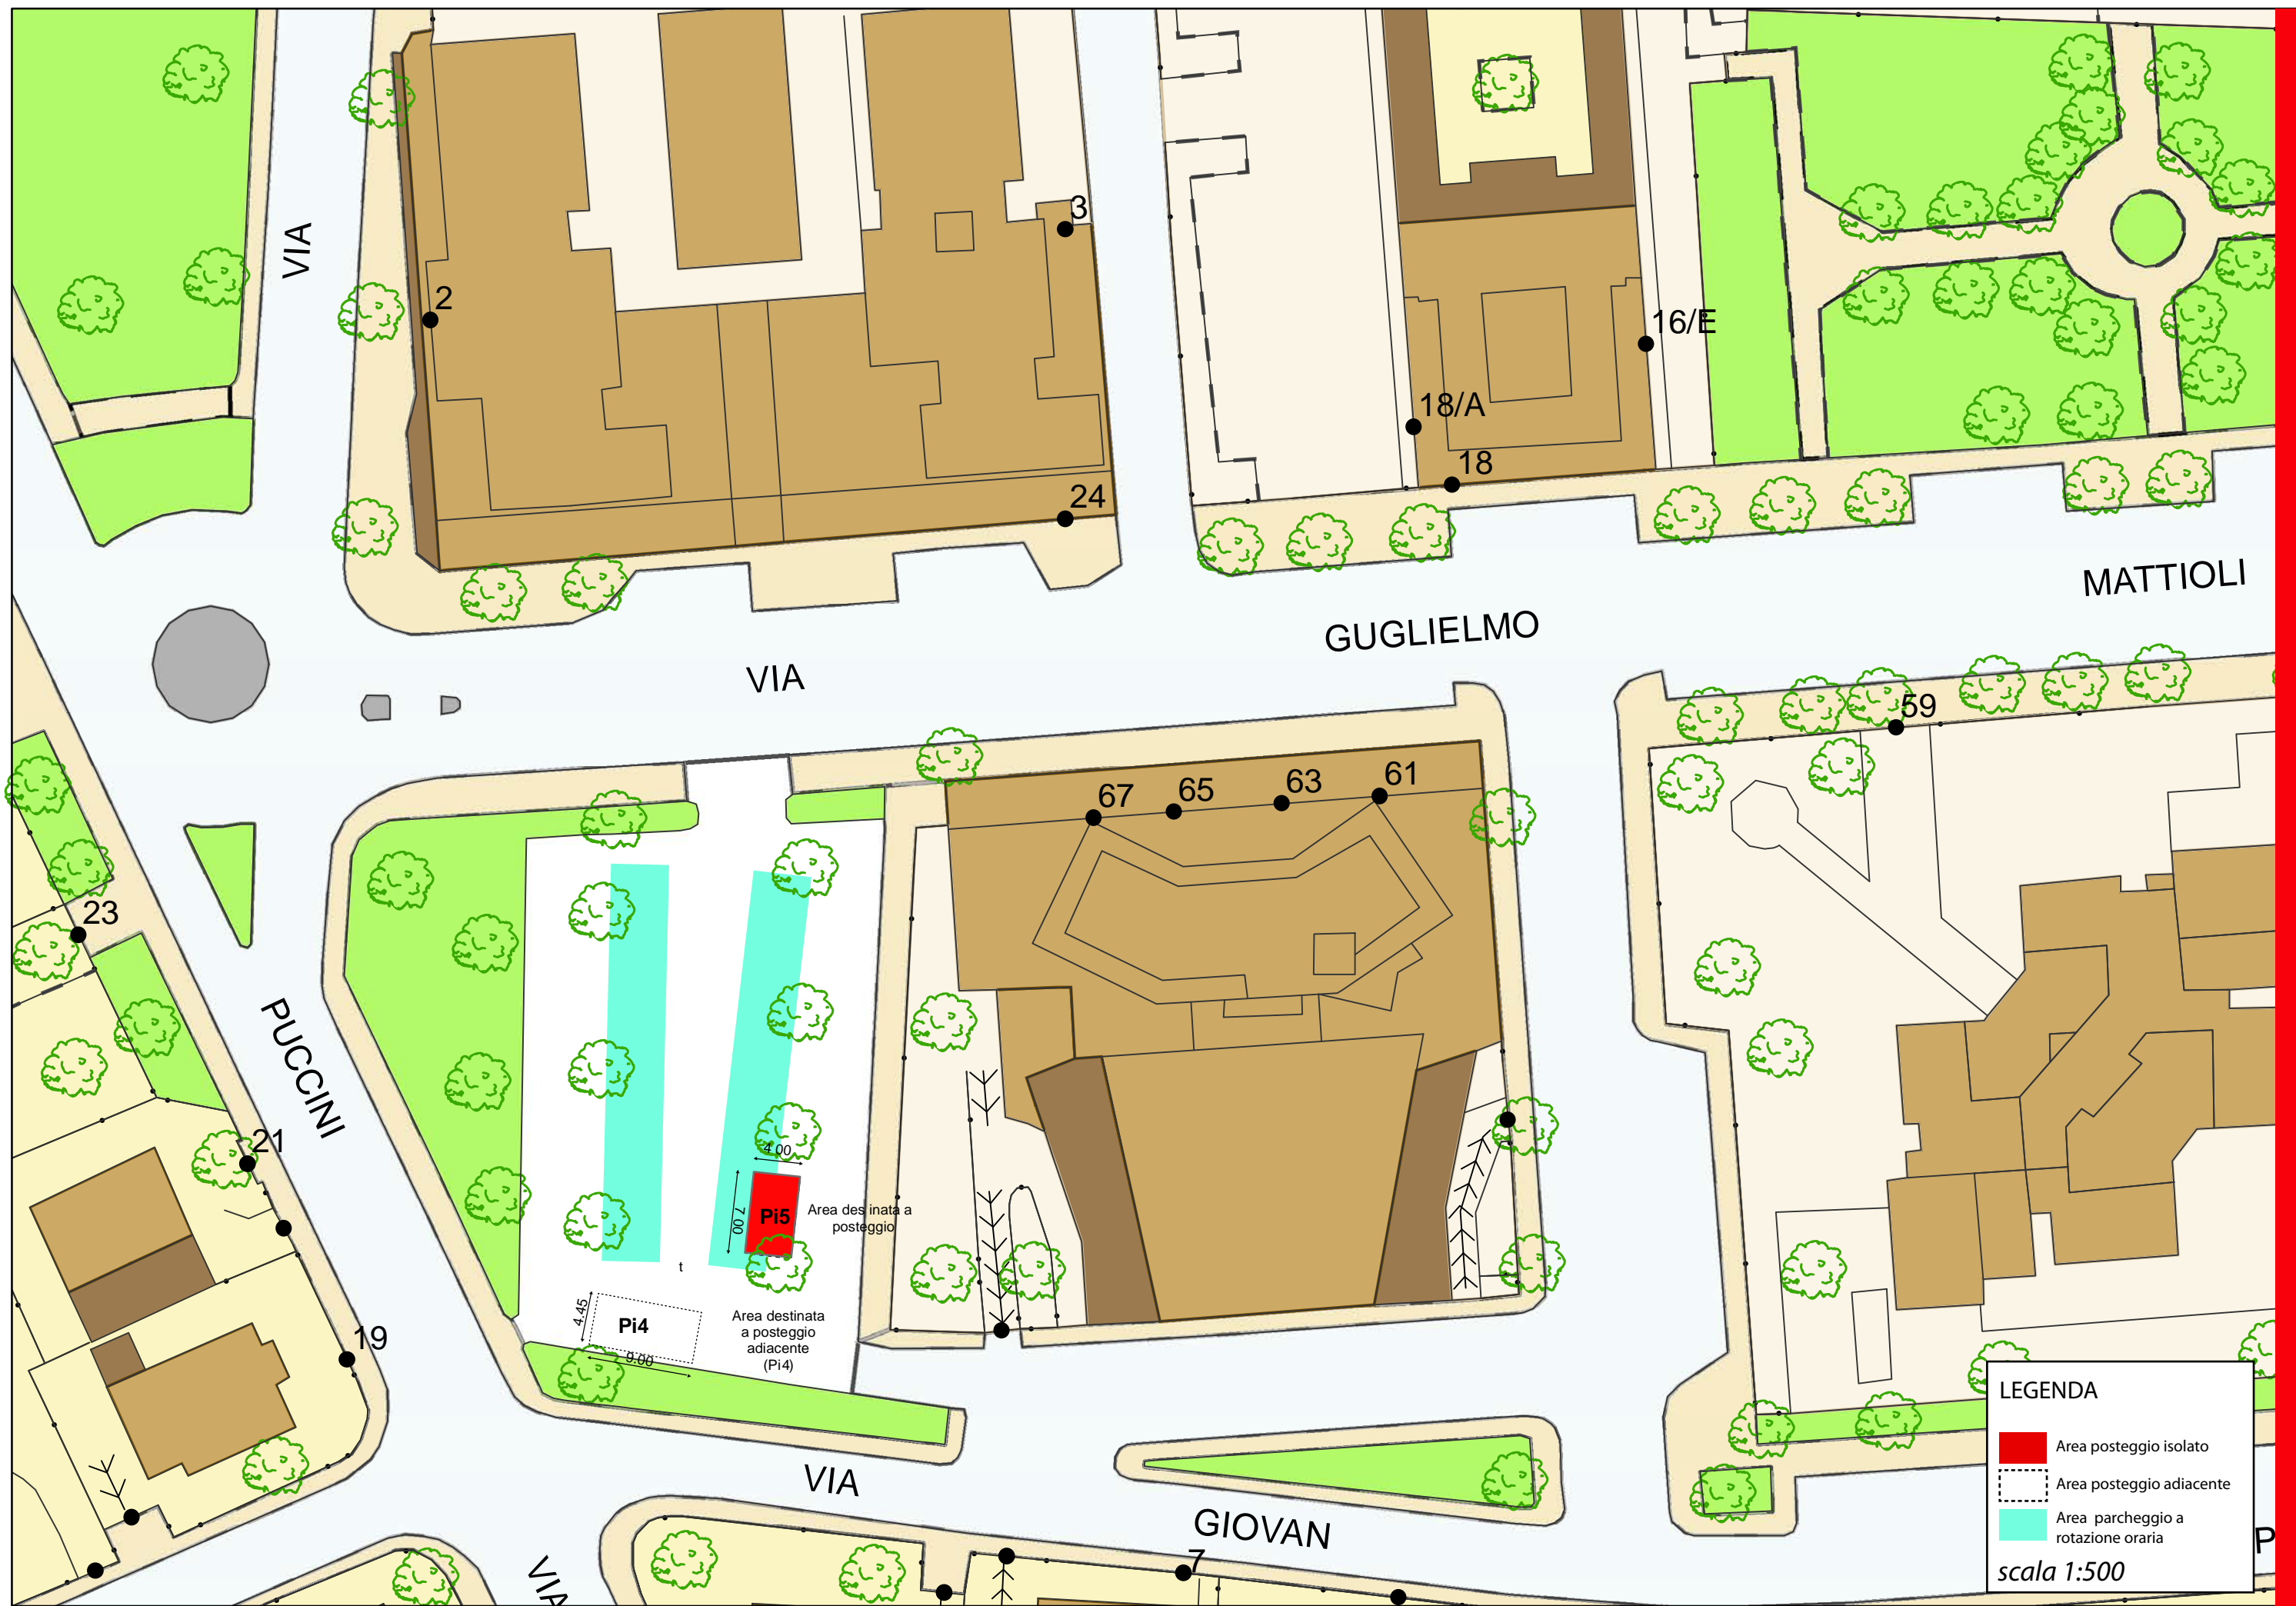 VIA
3
2
16/E
18/A
18
24
MATTIOLI
GUGLIELMO
VIA
59
67 65 63 61
23
PUCCINI
21
4.00
7.00
Pi5
Area des inata a
posteggio
t
4.45
Pi4
9.00
Area destinata
a posteggio
adiacente
(Pi4)
19
LEGENDA
Area posteggio isolato
Area posteggio adiacente
Area parcheggio a
rotazione oraria
scala 1:500
VIA
GIOVAN
P
VIA
7